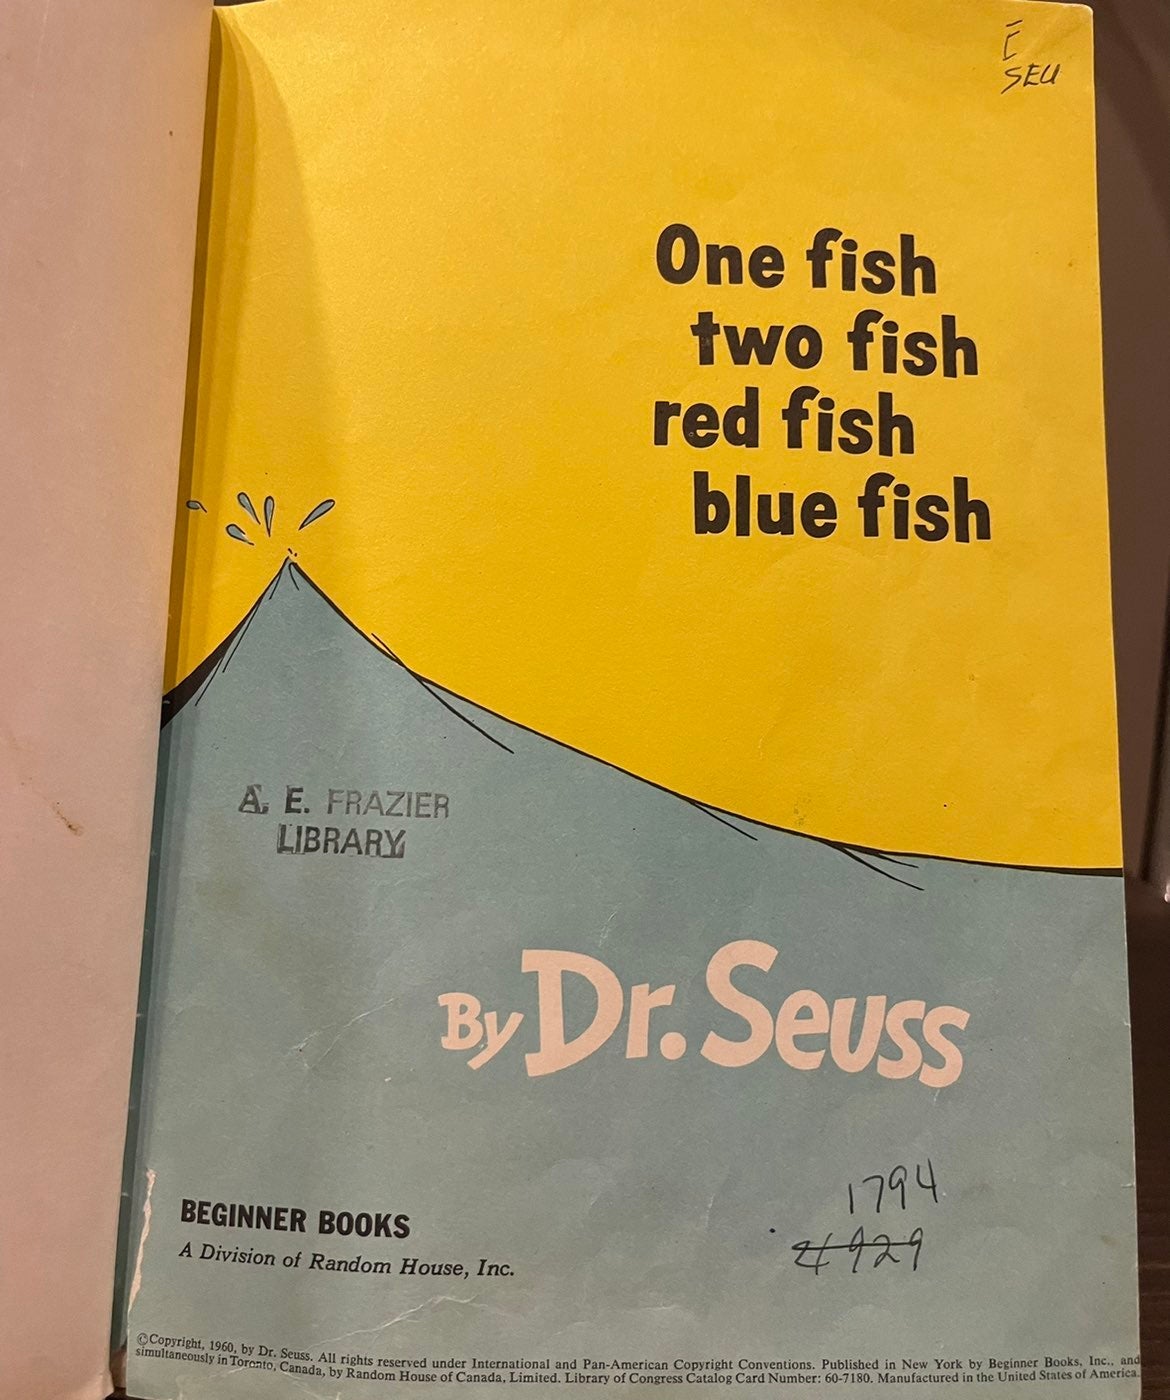 E
SEU
One fish
two fish
red fish
blue fish
A. E. FRAZIER
LIBRARY
By Dr. Seuss
1794
4929
BEGINNER BOOKS
A Division of Random House, Inc.
©Copyright, 1960, by Dr. Seuss. All rights reserved under International and Pan-American Copyright Conventions. Published in New York by Beginner Books, Inc., and
simultaneously in Toronto, Canada, by Random House of Canada, Limited. Library of Congress Catalog Card Number: 60-7180. Manufactured in the United States of America.